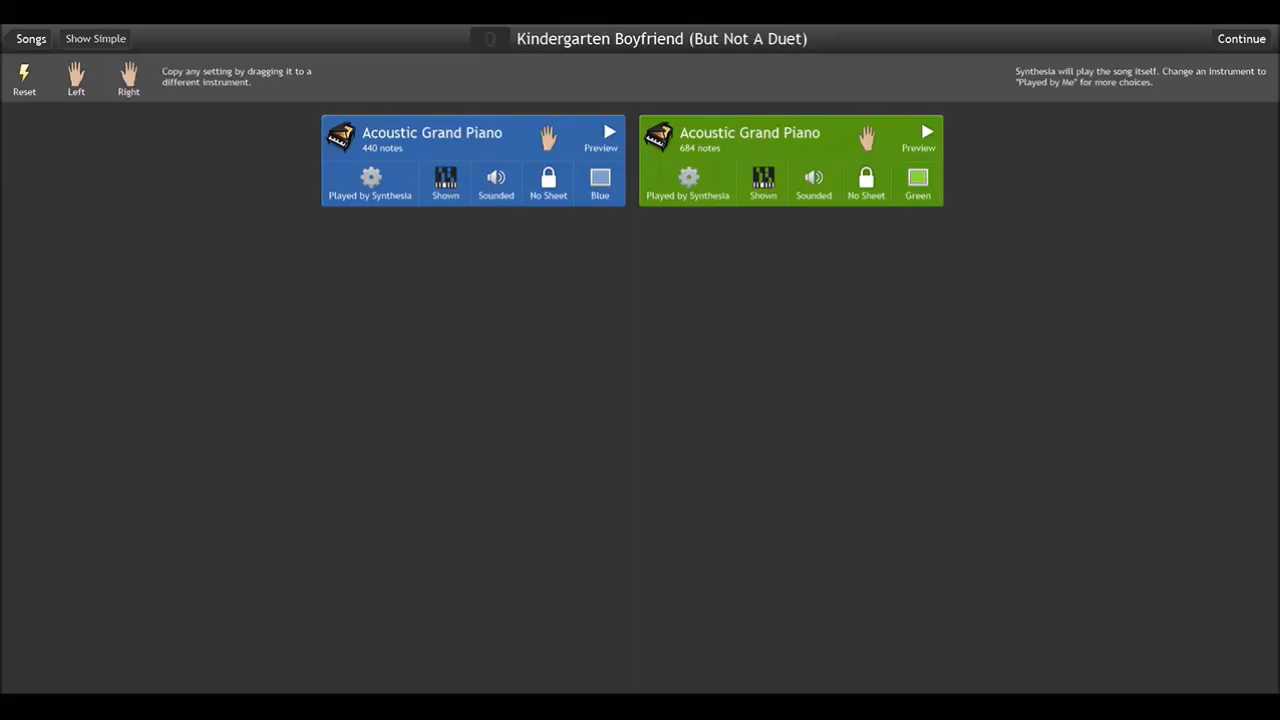 Songs
Show Simple
Kindergarten Boyfriend (But Not A Duet)
Continue
Reset
Left
Right
Copy any setting by dragging it to a
different instrument.
Synthesia will play the song itself. Change an instrument to
"Played by Me" for more choices.
Acoustic Grand Piano
440 notes
Preview
Played by Synthesia
Shown
Sounded
No Sheet
Blue
Acoustic Grand Piano
684 notes
Preview
Played by Synthesia
Shown
Sounded
No Sheet
Green